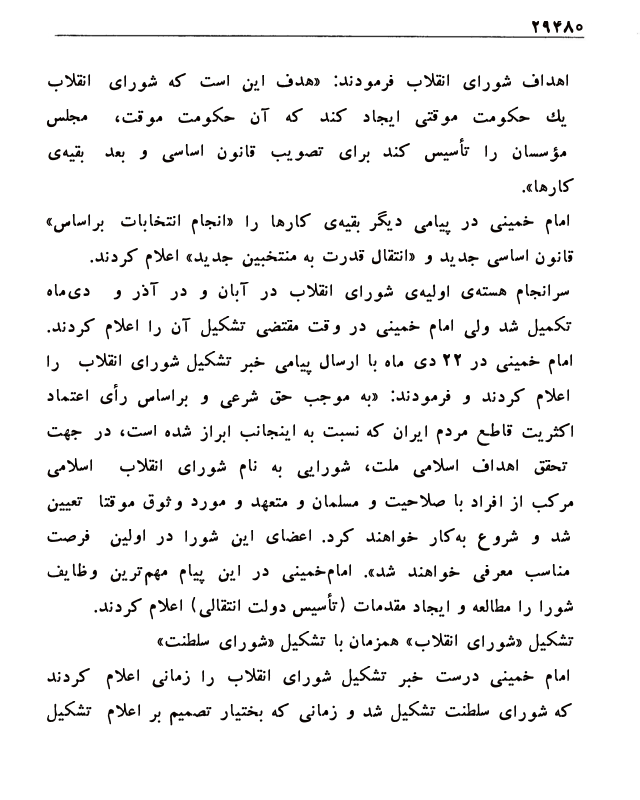 ۲۹۴۸۰
اهداف شورای انقلاب فرمودند: «هدف این است که شورای انقلاب
یك حکومت موقتی ایجاد کند که آن حکومت موقت، مجلس
مؤسسان را تأسیس کند برای تصویب قانون اساسی و بعد بقیه‌ی
کارها».
امام خمینی در پیامی دیگر بقیه‌ی کارها را «انجام انتخابات براساس»
قانون اساسی جدید و «انتقال قدرت به منتخبین جدید» اعلام کردند.
سرانجام هسته‌ی اولیه‌ی شورای انقلاب در آبان و در آذر و دی‌ماه
تکمیل شد ولی امام خمینی در وقت مقتضی تشکیل آن را اعلام کردند.
امام خمینی در ۲۲ دی ماه با ارسال پیامی خبر تشکیل شورای انقلاب را
اعلام کردند و فرمودند: «به موجب حق شرعی و براساس رأی اعتماد
اکثریت قاطع مردم ایران که نسبت به اینجانب ابراز شده است، در جهت
تحقق اهداف اسلامی ملت، شورایی به نام شورای انقلاب اسلامی
مرکب از افراد با صلاحیت و مسلمان و متعهد و مورد وثوق موقتا تعیین
شد و شروع به‌کار خواهند کرد. اعضای این شورا در اولین فرصت
مناسب معرفی خواهند شد». امام‌خمینی در این پیام مهم‌ترین وظایف
شورا را مطالعه و ایجاد مقدمات (تأسیس دولت انتقالی) اعلام کردند.
تشکیل «شورای انقلاب» همزمان با تشکیل «شورای سلطنت»
امام خمینی درست خبر تشکیل شورای انقلاب را زمانی اعلام کردند
که شورای سلطنت تشکیل شد و زمانی که بختیار تصمیم بر اعلام تشکیل